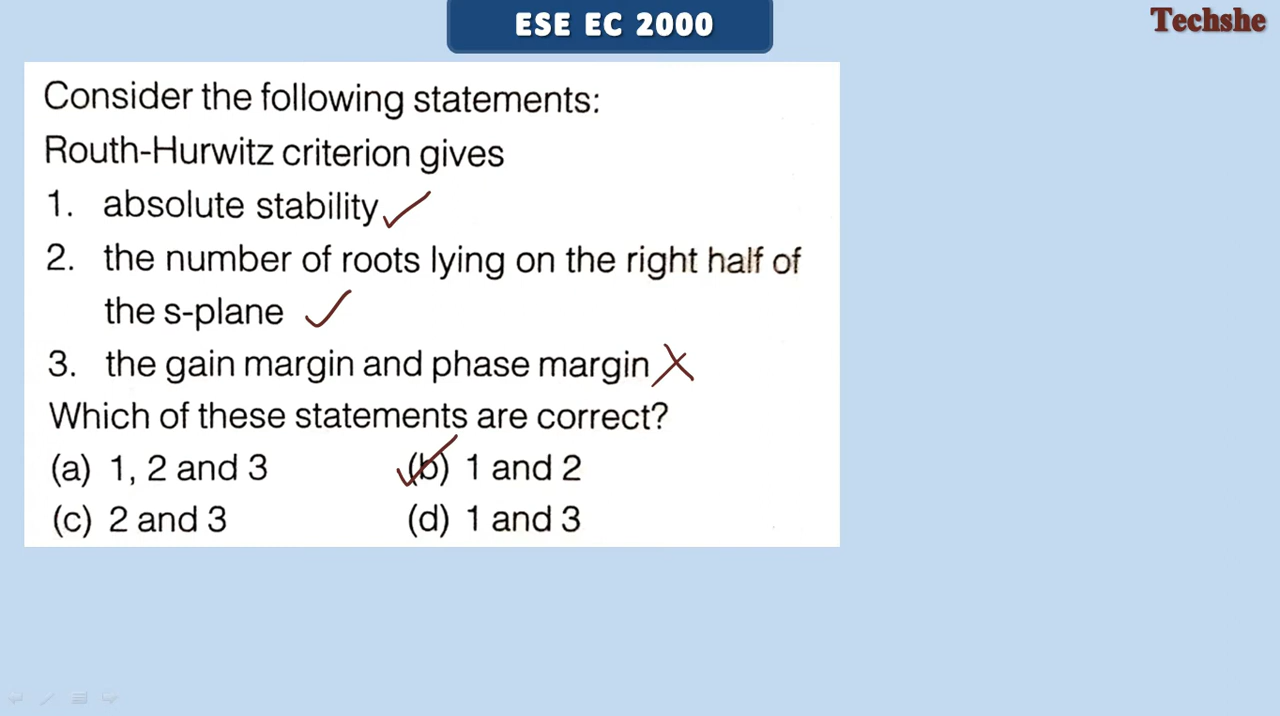 ESE EC 2000
Techshe
Consider the following statements:
Routh-Hurwitz criterion gives
1. absolute stability
2. the number of roots lying on the right half of
the s-plane
3. the gain margin and phase margin
Which of these statements are correct?
(a) 1, 2 and 3 (b) 1 and 2
(c) 2 and 3 (d) 1 and 3